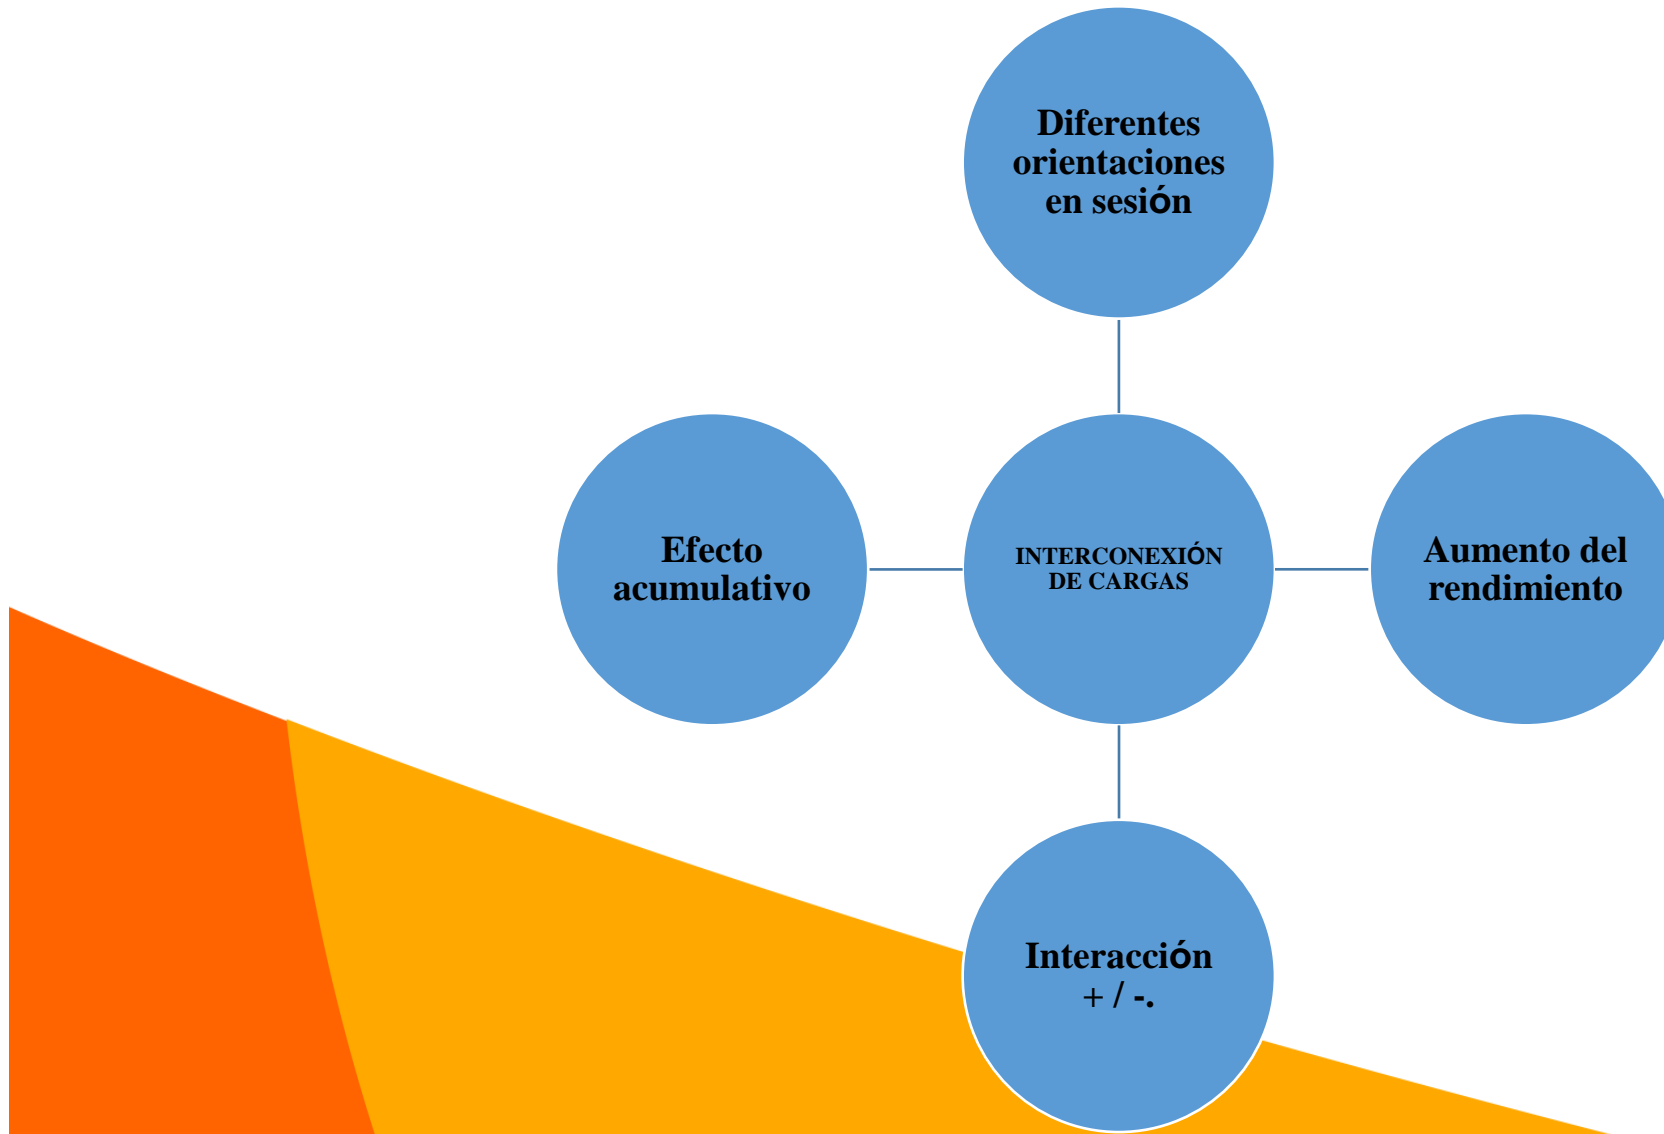 Diferentes
orientaciones
en sesión
Efecto
acumulativo
INTERCONEXIÓN
DE CARGAS
Aumento del
rendimiento
Interacción
+ / -.